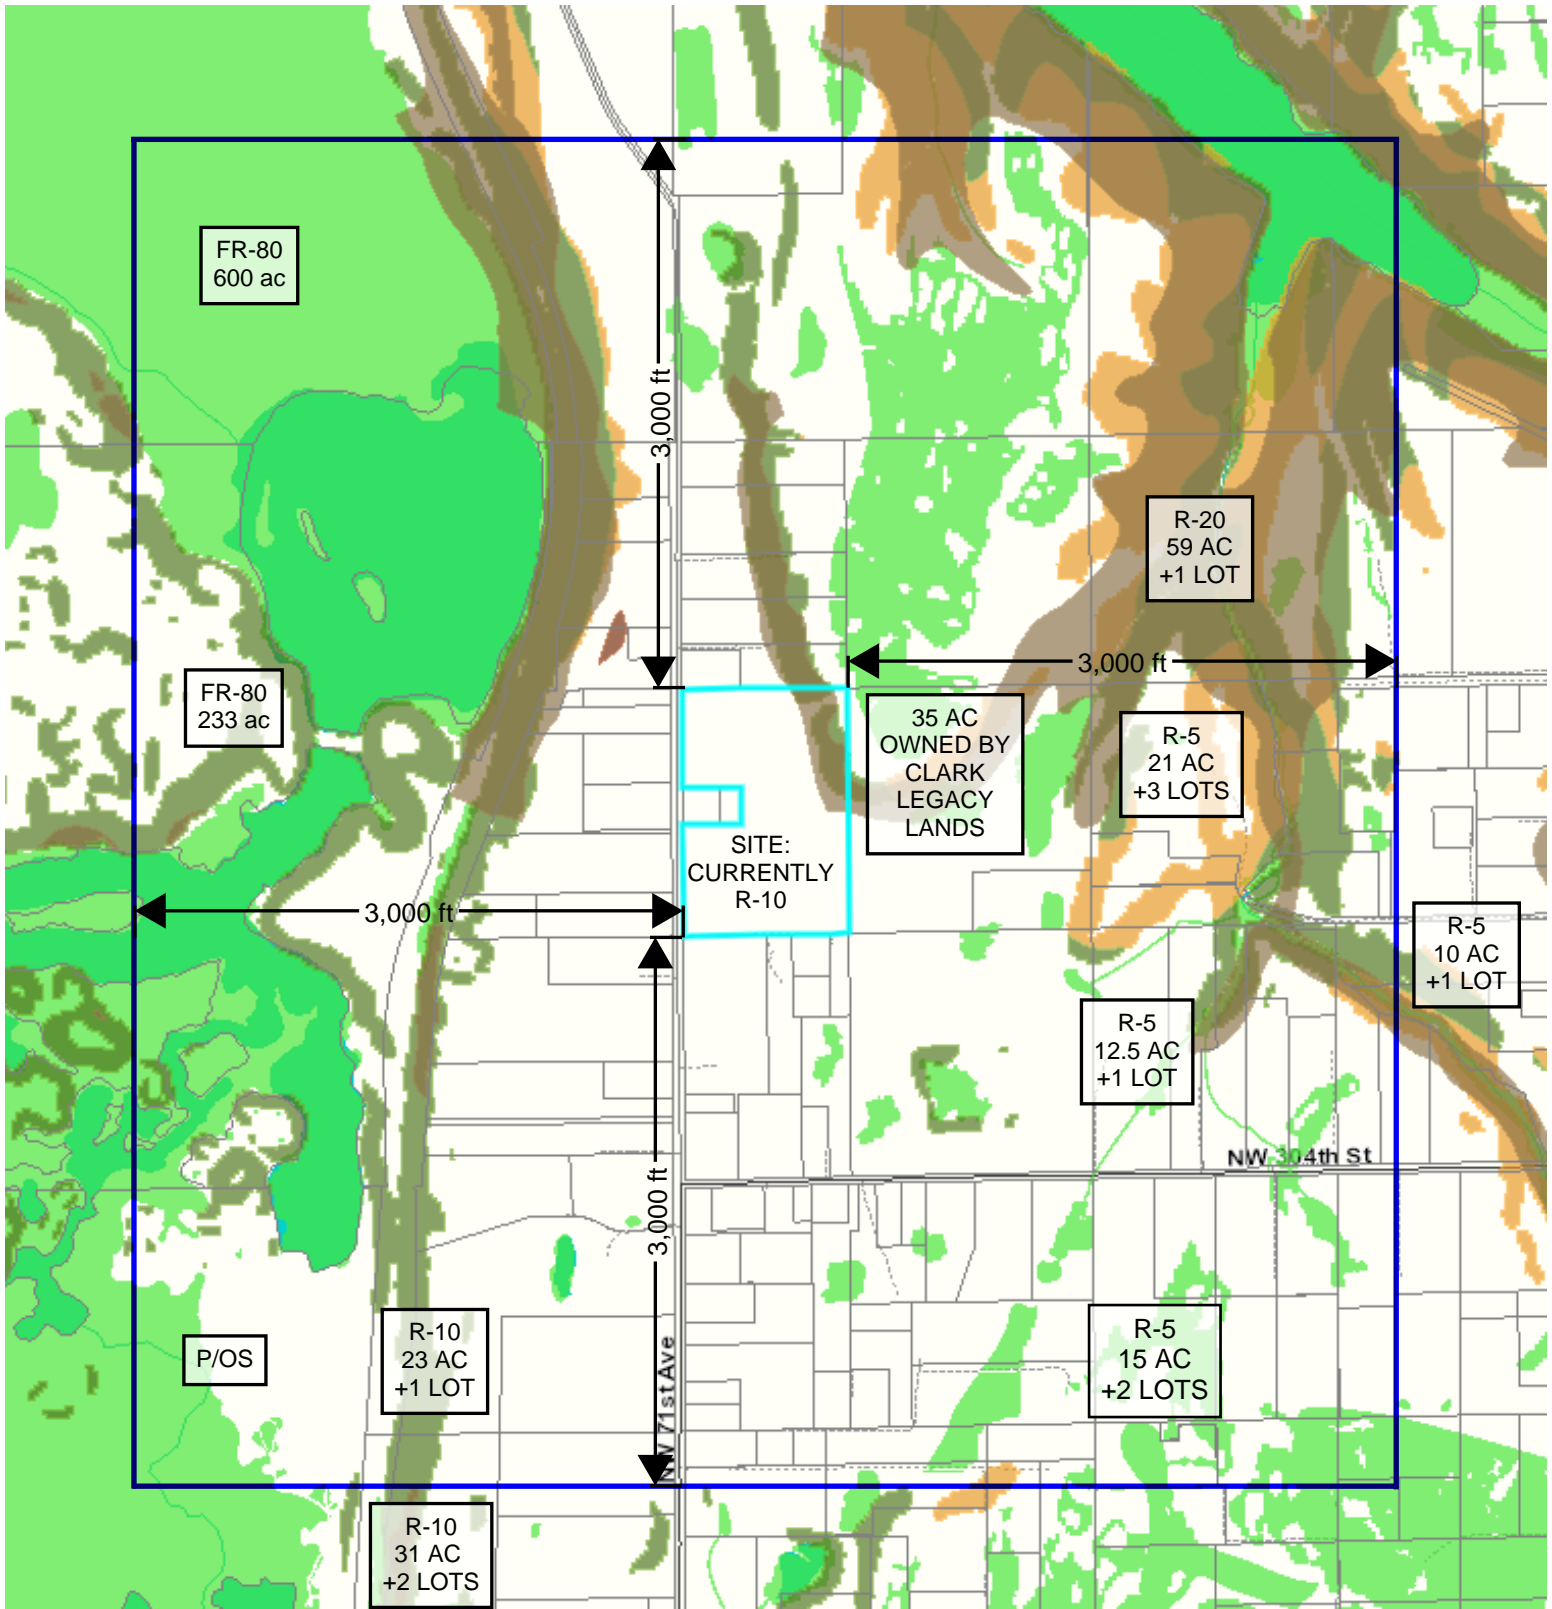 FR-80
600 ac
3,000 ft
R-20
59 AC
+1 LOT
3,000 ft
FR-80
233 ac
35 AC
OWNED BY
CLARK
LEGACY
LANDS
R-5
21 AC
+3 LOTS
SITE:
CURRENTLY
R-10
3,000 ft
R-5
10 AC
+1 LOT
R-5
12.5 AC
+1 LOT
NW 304th St
3,000 ft
P/OS
R-10
23 AC
+1 LOT
NW 71st Ave
R-5
15 AC
+2 LOTS
R-10
31 AC
+2 LOTS